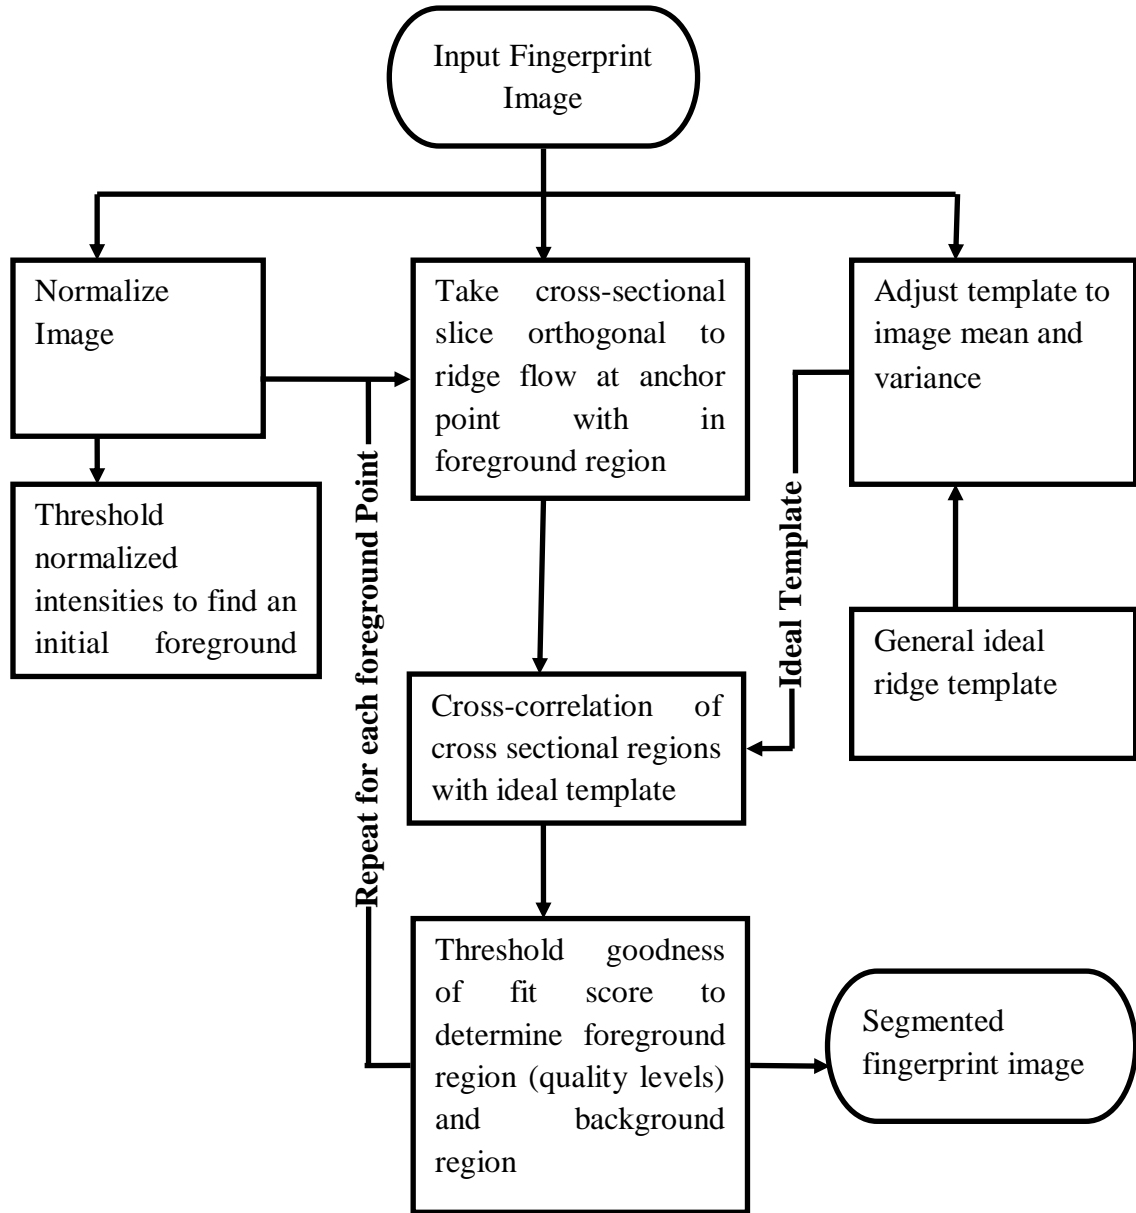 Input Fingerprint
Image
Normalize
Image
Take cross-sectional
slice orthogonal to
ridge flow at anchor
point with in
foreground region
Adjust template to
image mean and
variance
Threshold
normalized
intensities to find an
initial foreground
Repeat for each foreground Point
Ideal Template
General ideal
ridge template
Cross-correlation of
cross sectional regions
with ideal template
Threshold goodness
of fit score to
determine foreground
region (quality levels)
and background
region
Segmented
fingerprint image